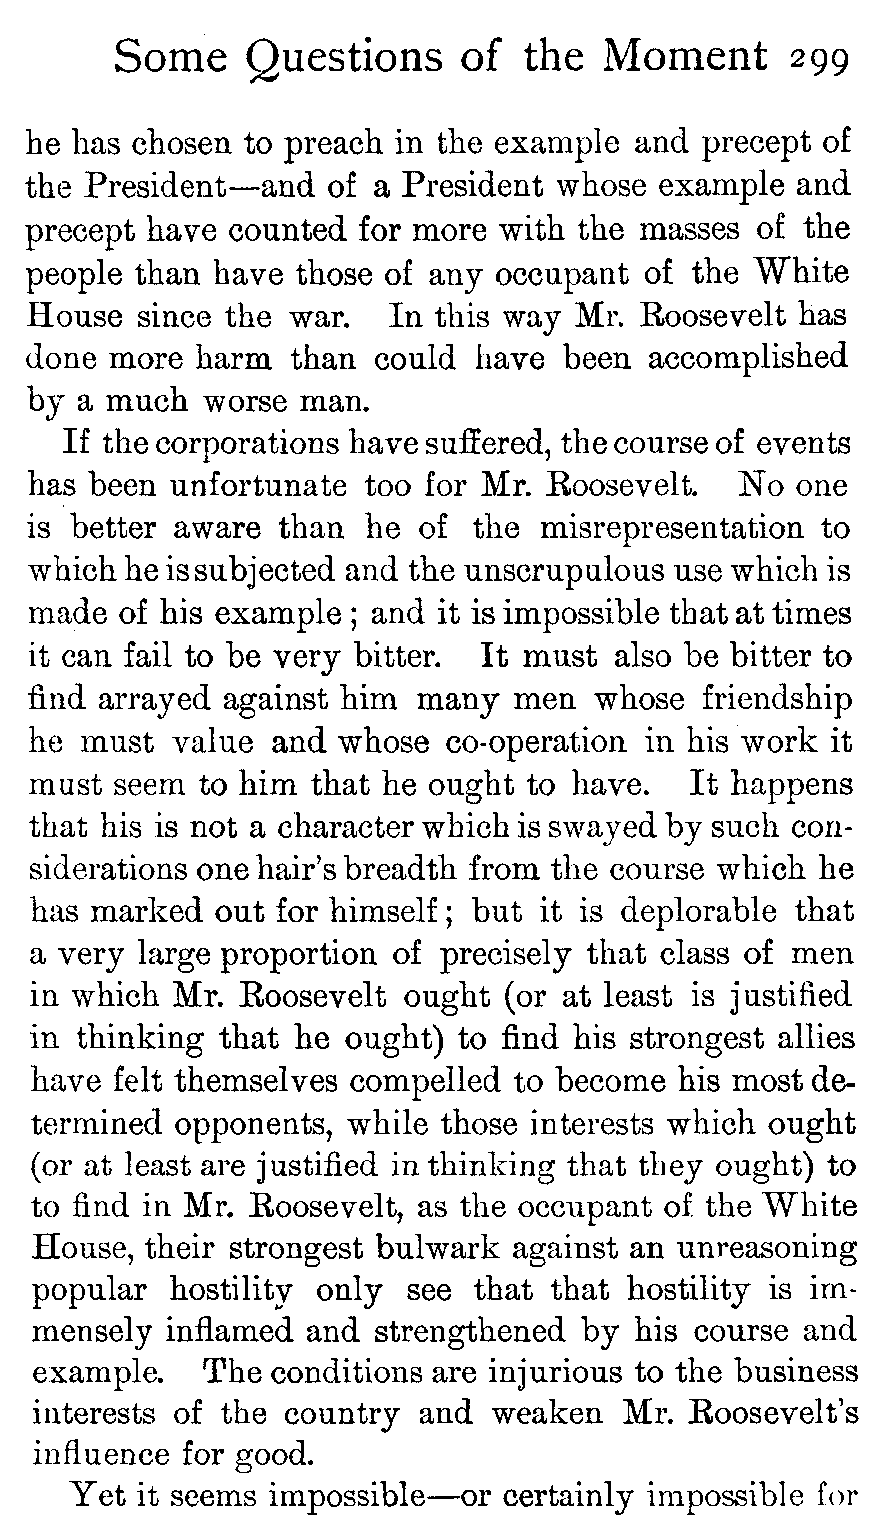 Some Questions of the Moment 299
he has chosen to preach in the example and precept of
the President—and of a President whose example and
precept have counted for more with the masses of the
people than have those of any occupant of the White
House since the war. In this way Mr. Roosevelt has
done more harm than could have been accomplished
by a much worse man.
If the corporations have suffered, the course of events
has been unfortunate too for Mr. Roosevelt. No one
is better aware than he of the misrepresentation to
which he is subjected and the unscrupulous use which is
made of his example; and it is impossible that at times
it can fail to be very bitter. It must also be bitter to
find arrayed against him many men whose friendship
he must value and whose co-operation in his work it
must seem to him that he ought to have. It happens
that his is not a character which is swayed by such con-
siderations one hair's breadth from the course which he
has marked out for himself; but it is deplorable that
a very large proportion of precisely that class of men
in which Mr. Roosevelt ought (or at least is justified
in thinking that he ought) to find his strongest allies
have felt themselves compelled to become his most de-
termined opponents, while those interests which ought
(or at least are justified in thinking that they ought) to
to find in Mr. Roosevelt, as the occupant of the White
House, their strongest bulwark against an unreasoning
popular hostility only see that that hostility is im-
mensely inflamed and strengthened by his course and
example. The conditions are injurious to the business
interests of the country and weaken Mr. Roosevelt's
influence for good.
Yet it seems impossible—or certainly impossible for